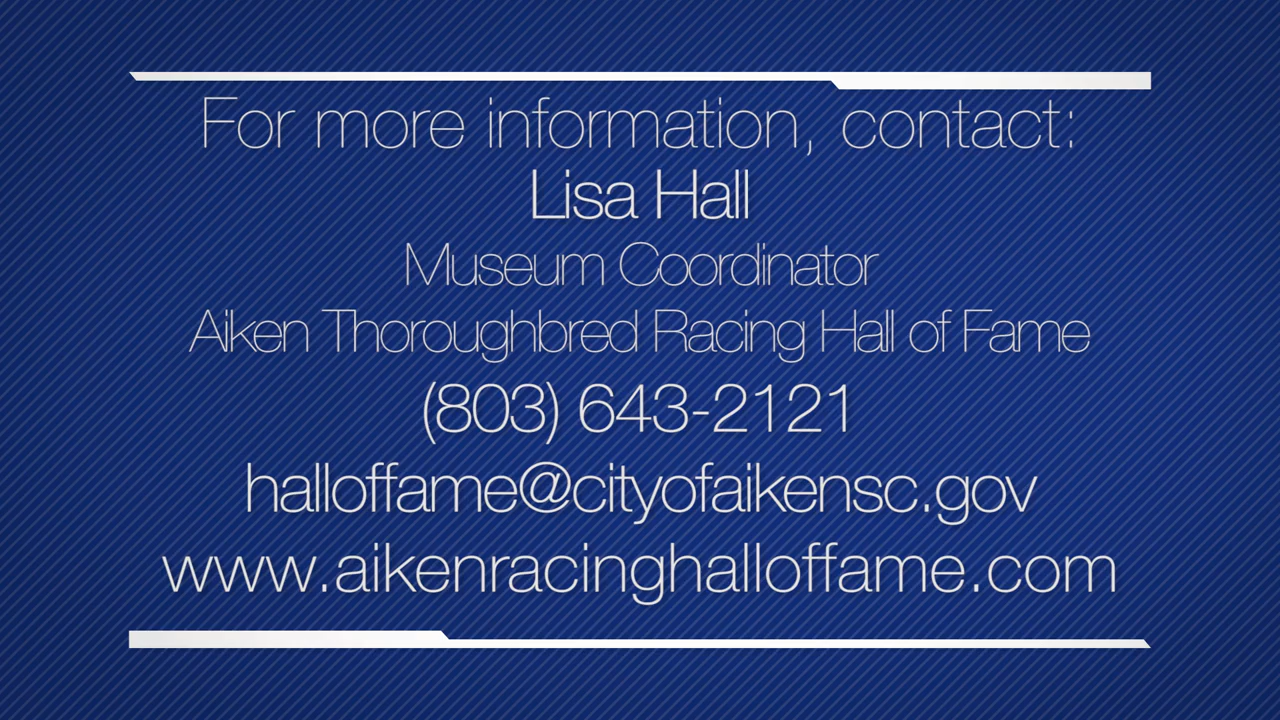 For more information, contact:
Lisa Hall
Museum Coordinator
Aiken Thoroughbred Racing Hall of Fame
(803) 643-2121
halloffame@cityofaikensc.gov
www.aikenracinghalloffame.com